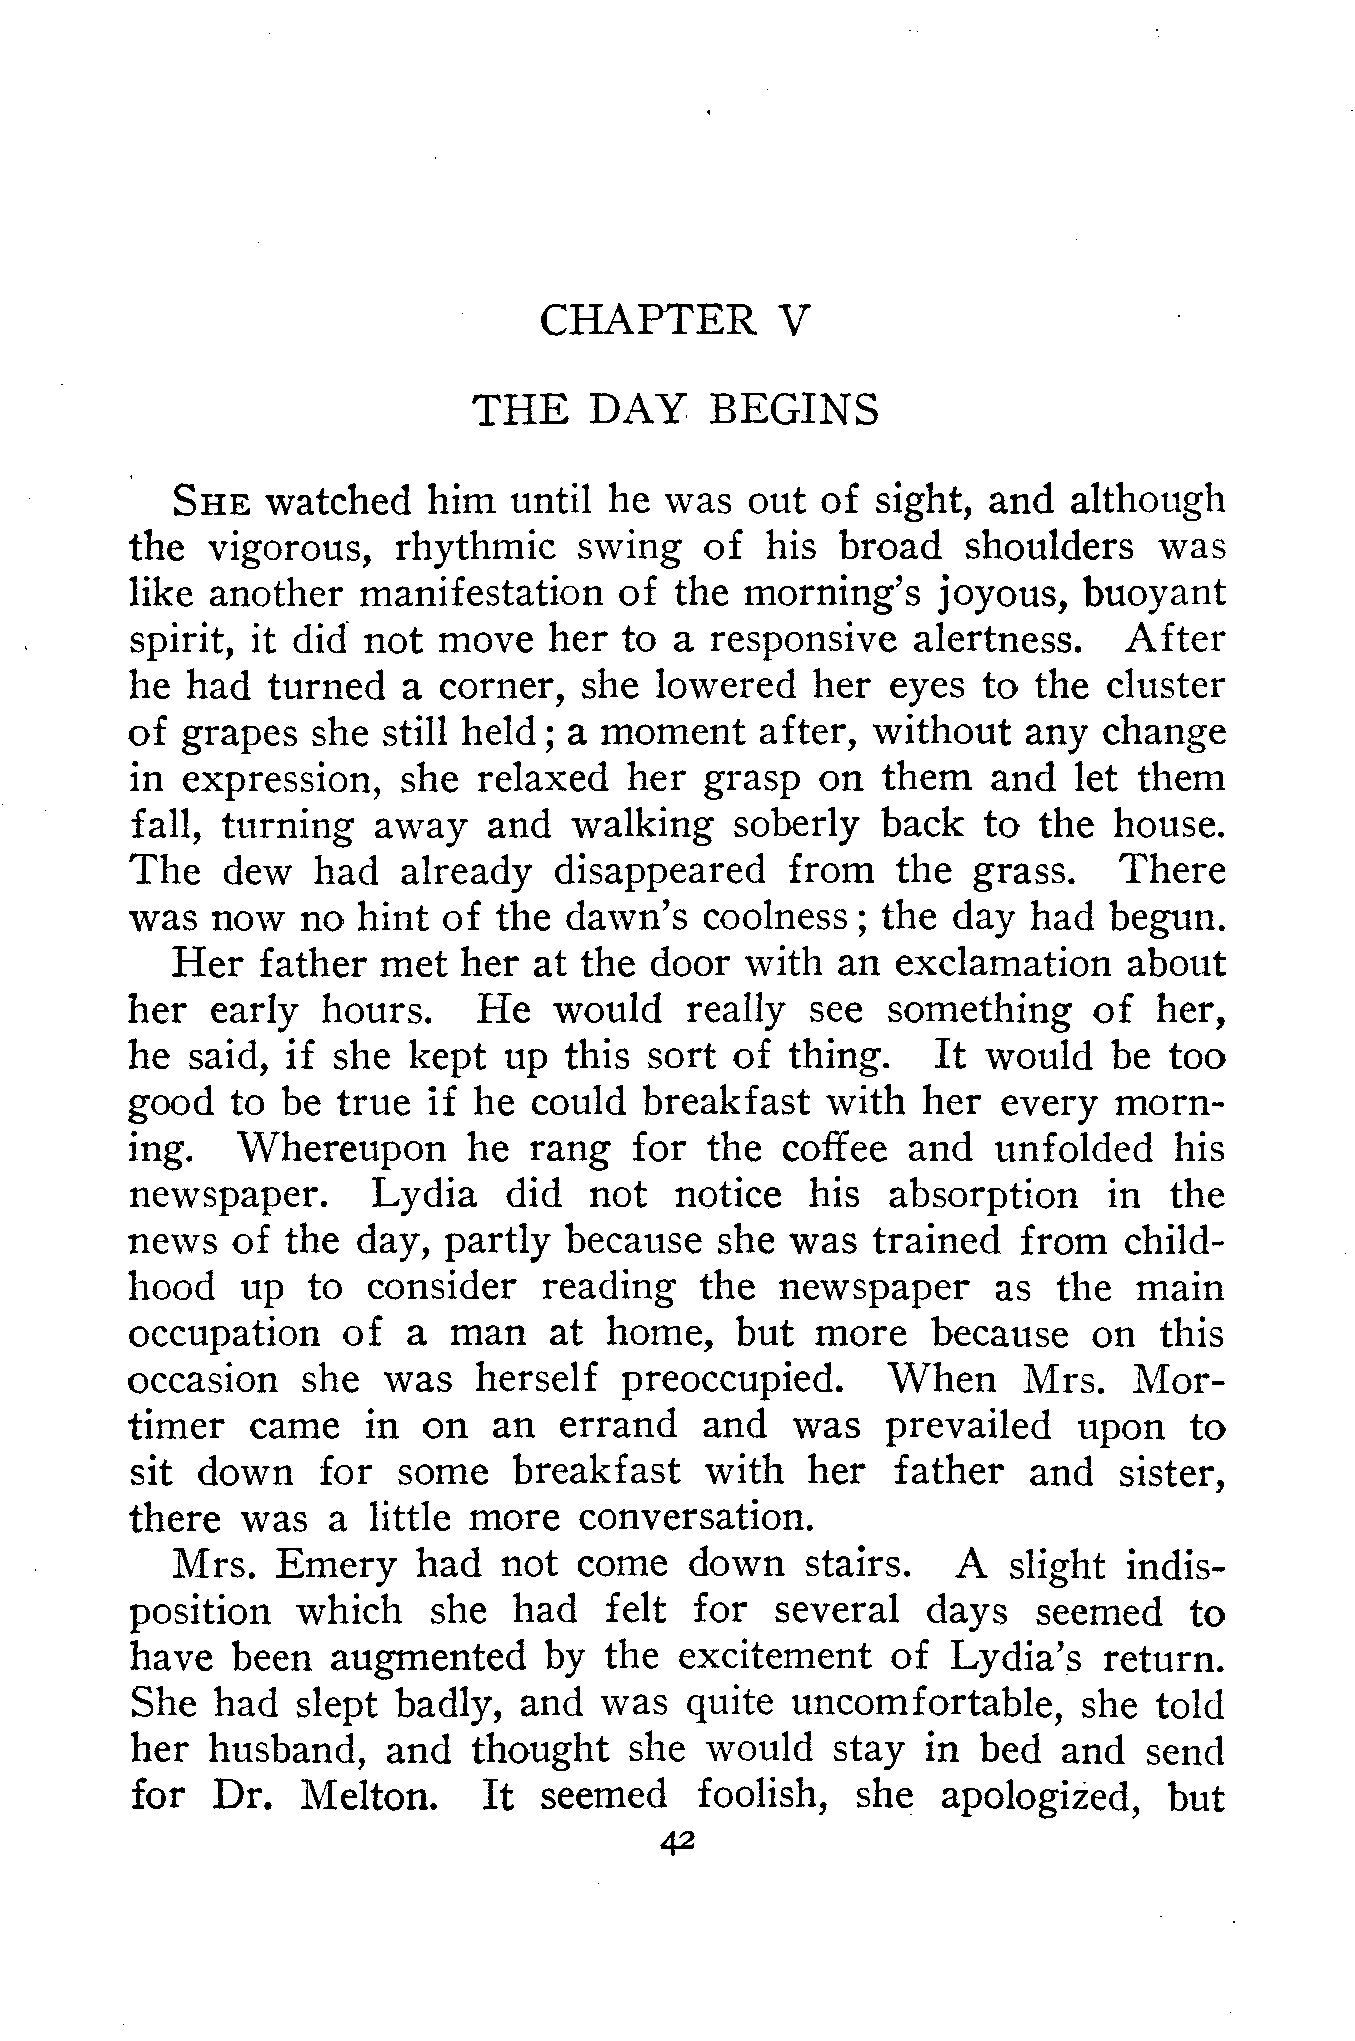 CHAPTER V
THE DAY BEGINS
SHE watched him until he was out of sight, and although
the vigorous, rhythmic swing of his broad shoulders was
like another manifestation of the morning's joyous, buoyant
spirit, it did not move her to a responsive alertness. After
he had turned a corner, she lowered her eyes to the cluster
of grapes she still held; a moment after, without any change
in expression, she relaxed her grasp on them and let them
fall, turning away and walking soberly back to the house.
The dew had already disappeared from the grass. There
was now no hint of the dawn's coolness; the day had begun.
Her father met her at the door with an exclamation about
her early hours. He would really see something of her,
he said, if she kept up this sort of thing. It would be too
good to be true if he could breakfast with her every morn-
ing. Whereupon he rang for the coffee and unfolded his
newspaper. Lydia did not notice his absorption in the
news of the day, partly because she was trained from child-
hood up to consider reading the newspaper as the main
occupation of a man at home, but more because on this
occasion she was herself preoccupied. When Mrs. Mor-
timer came in on an errand and was prevailed upon to
sit down for some breakfast with her father and sister,
there was a little more conversation.
Mrs. Emery had not come down stairs. A slight indis-
position which she had felt for several days seemed to
have been augmented by the excitement of Lydia's return.
She had slept badly, and was quite uncomfortable, she told
her husband, and thought she would stay in bed and send
for Dr. Melton. It seemed foolish, she apologized, but
42